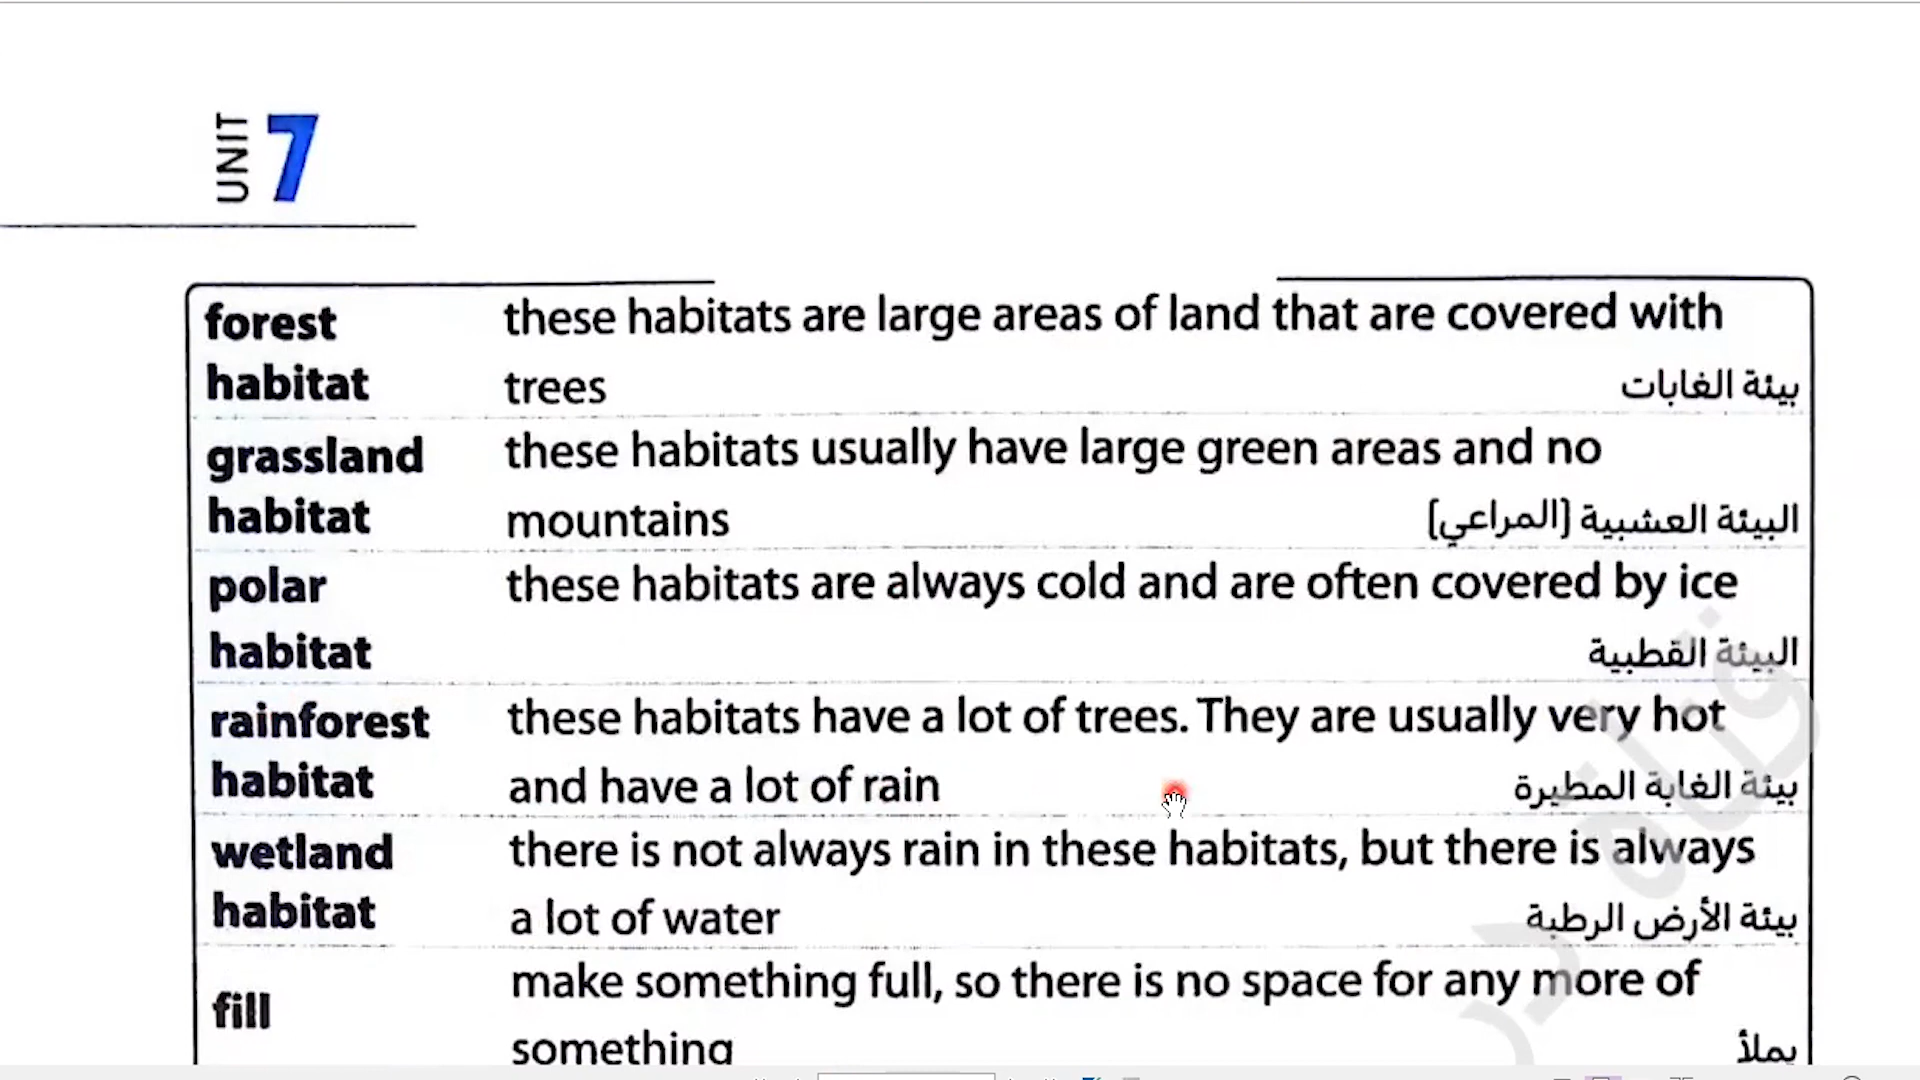 UNIT 7
forest these habitats are large areas of land that are covered with
habitat trees بيئة الغابات
grassland these habitats usually have large green areas and no
habitat mountains البيئة العشبية [المراعي]
polar these habitats are always cold and are often covered by ice
habitat البيئة القطبية
rainforest these habitats have a lot of trees. They are usually very hot
habitat and have a lot of rain بيئة الغابة المطيرة
wetland there is not always rain in these habitats, but there is always
habitat a lot of water بيئة الأرض الرطبة
fill make something full, so there is no space for any more of
something يملأ
قناة